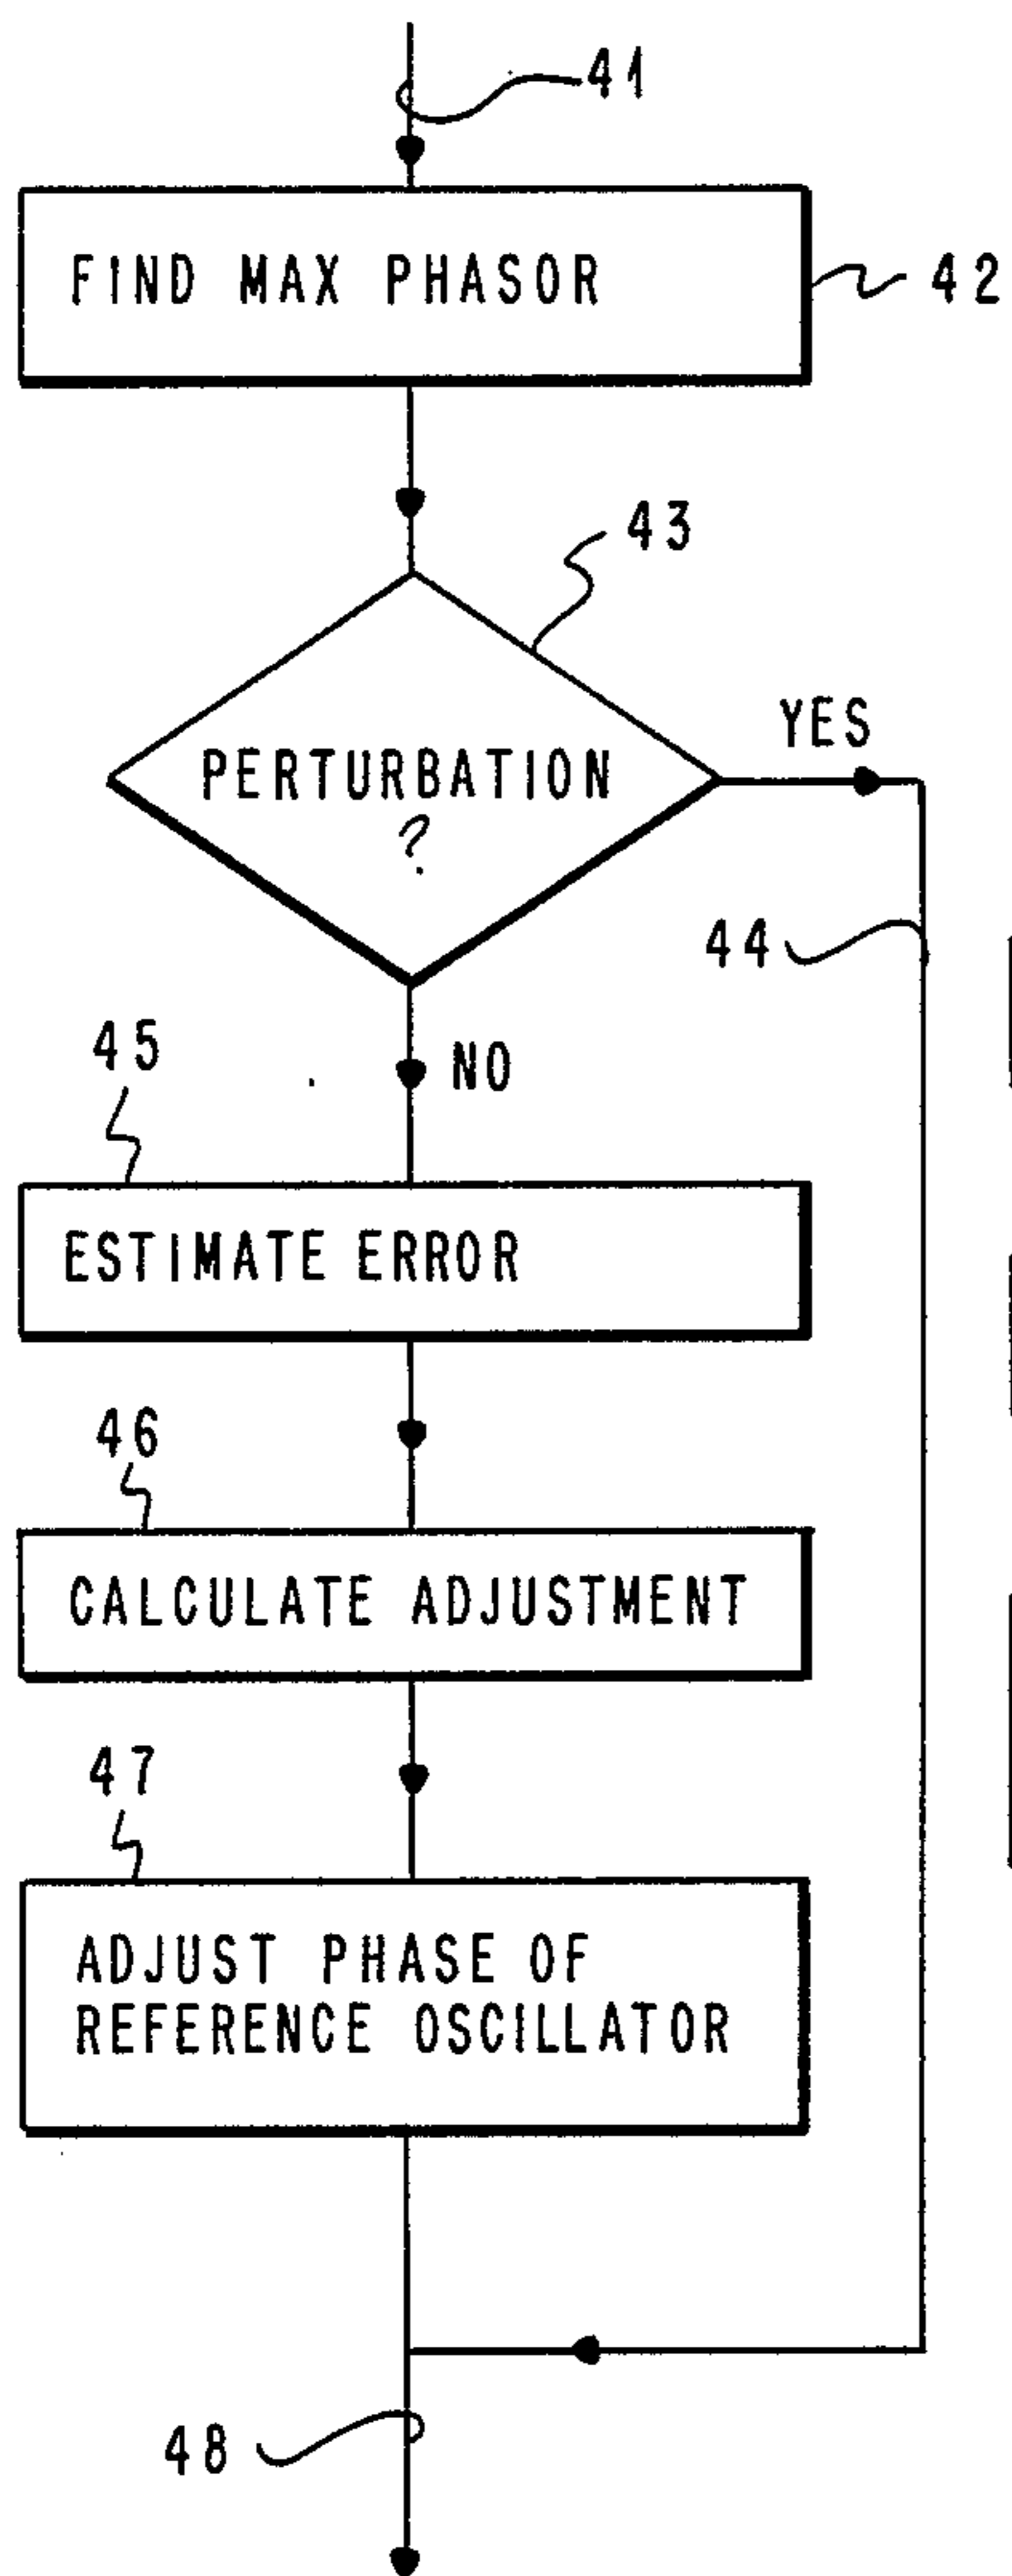 41
FIND MAX PHASOR
42
43
PERTURBATION
?
YES
44
NO
45
ESTIMATE ERROR
46
CALCULATE ADJUSTMENT
47
ADJUST PHASE OF
REFERENCE OSCILLATOR
48